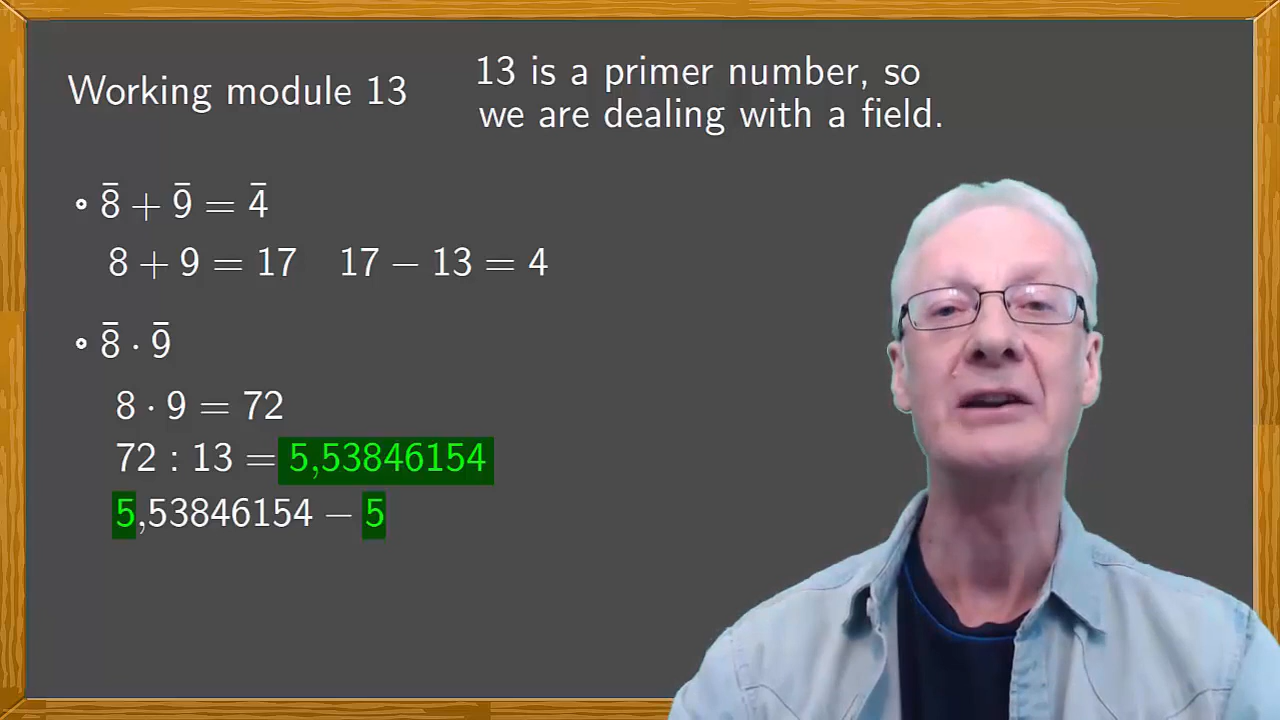 Working module 13
13 is a primer number, so
we are dealing with a field.
∘ 8̄ + 9̄ = 4̄
8 + 9 = 17 17 − 13 = 4
∘ 8̄ · 9̄
8 · 9 = 72
72 : 13 = 5,53846154
5,53846154 − 5